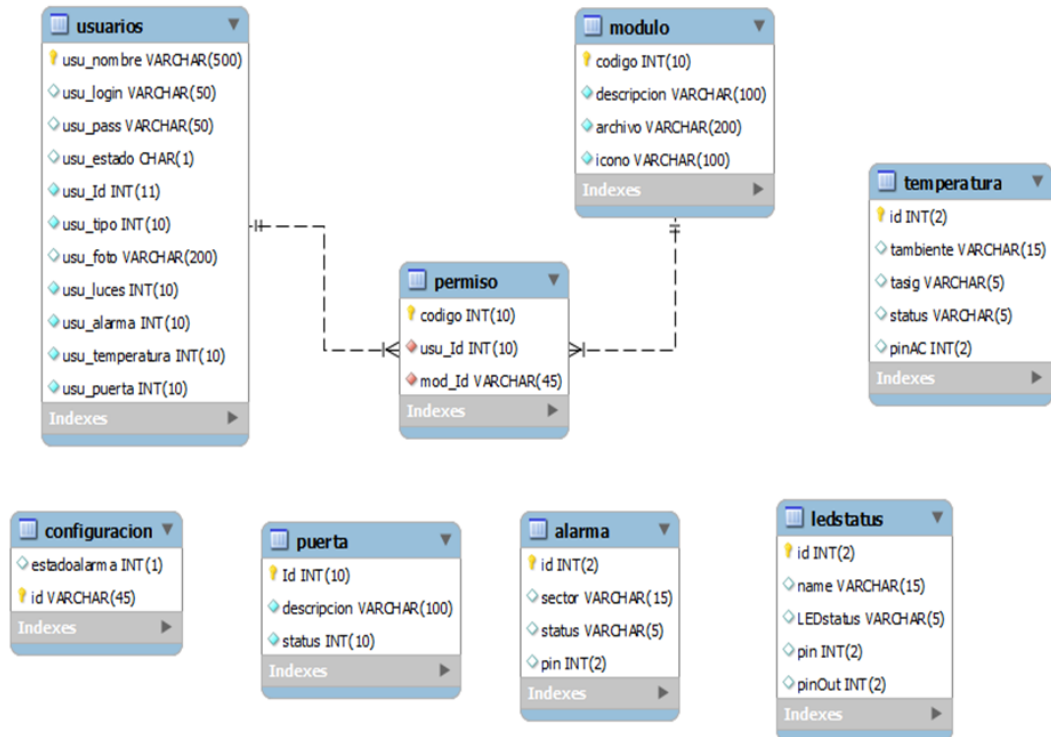 usuarios
usu_nombre VARCHAR(500)
usu_login VARCHAR(50)
usu_pass VARCHAR(50)
usu_estado CHAR(1)
usu_Id INT(11)
usu_tipo INT(10)
usu_foto VARCHAR(200)
usu_luces INT(10)
usu_alarma INT(10)
usu_temperatura INT(10)
usu_puerta INT(10)
Indexes
modulo
codigo INT(10)
descripcion VARCHAR(100)
archivo VARCHAR(200)
icono VARCHAR(100)
Indexes
permiso
codigo INT(10)
usu_Id INT(10)
mod_Id VARCHAR(45)
Indexes
temperatura
id INT(2)
tambiente VARCHAR(15)
tasig VARCHAR(5)
status VARCHAR(5)
pinAC INT(2)
Indexes
configuracion
estadoalarma INT(1)
id VARCHAR(45)
Indexes
puerta
Id INT(10)
descripcion VARCHAR(100)
status INT(10)
Indexes
alarma
id INT(2)
sector VARCHAR(15)
status VARCHAR(5)
pin INT(2)
Indexes
ledstatus
id INT(2)
name VARCHAR(15)
LEDstatus VARCHAR(5)
pin INT(2)
pinOut INT(2)
Indexes